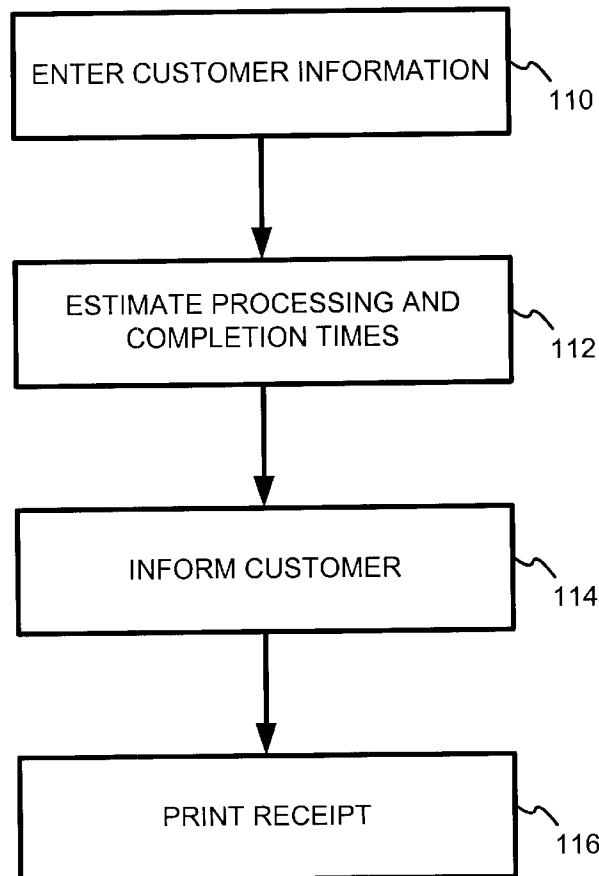 ENTER CUSTOMER INFORMATION
110
ESTIMATE PROCESSING AND
COMPLETION TIMES
112
INFORM CUSTOMER
114
PRINT RECEIPT
116